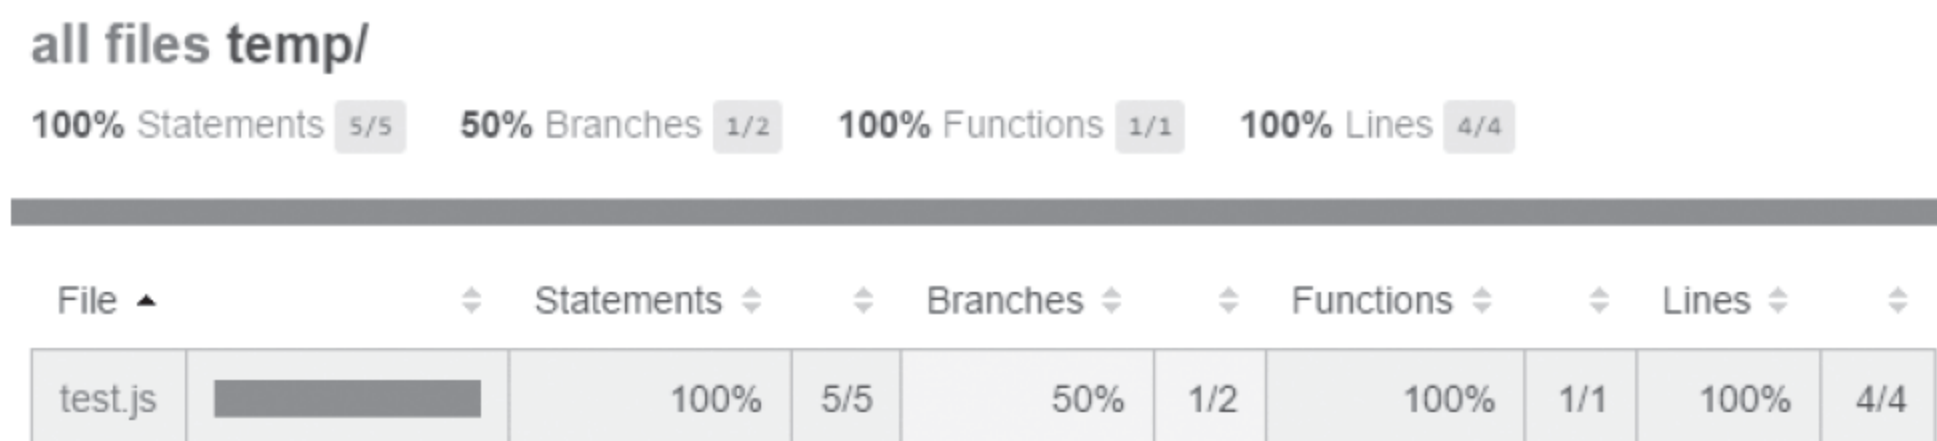 all files temp/
100% Statements 5/5 50% Branches 1/2 100% Functions 1/1 100% Lines 4/4
File Statements Branches Functions Lines
test.js 100% 5/5 50% 1/2 100% 1/1 100% 4/4